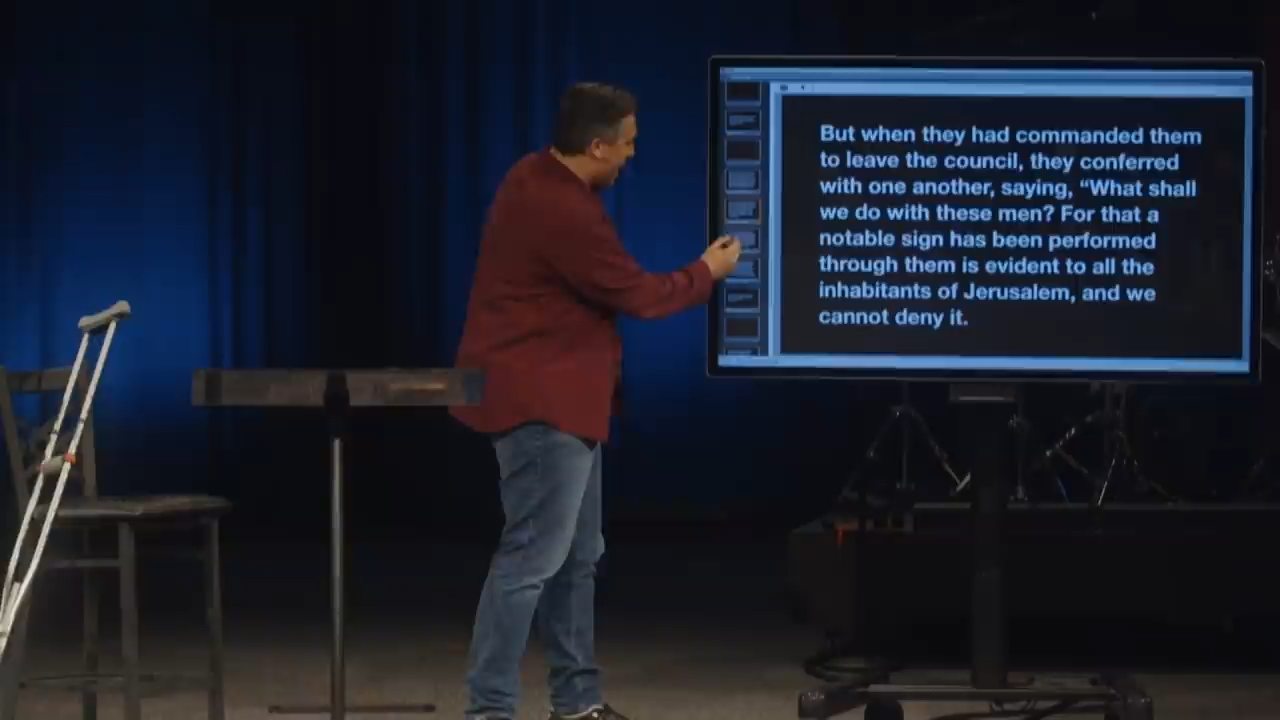 But when they had commanded them
to leave the council, they conferred
with one another, saying, “What shall
we do with these men? For that a
notable sign has been performed
through them is evident to all the
inhabitants of Jerusalem, and we
cannot deny it.